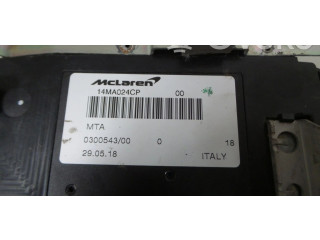 McLaren
14MA024CP 00
MTA
0300543/00 0 18
29.05.18 ITALY